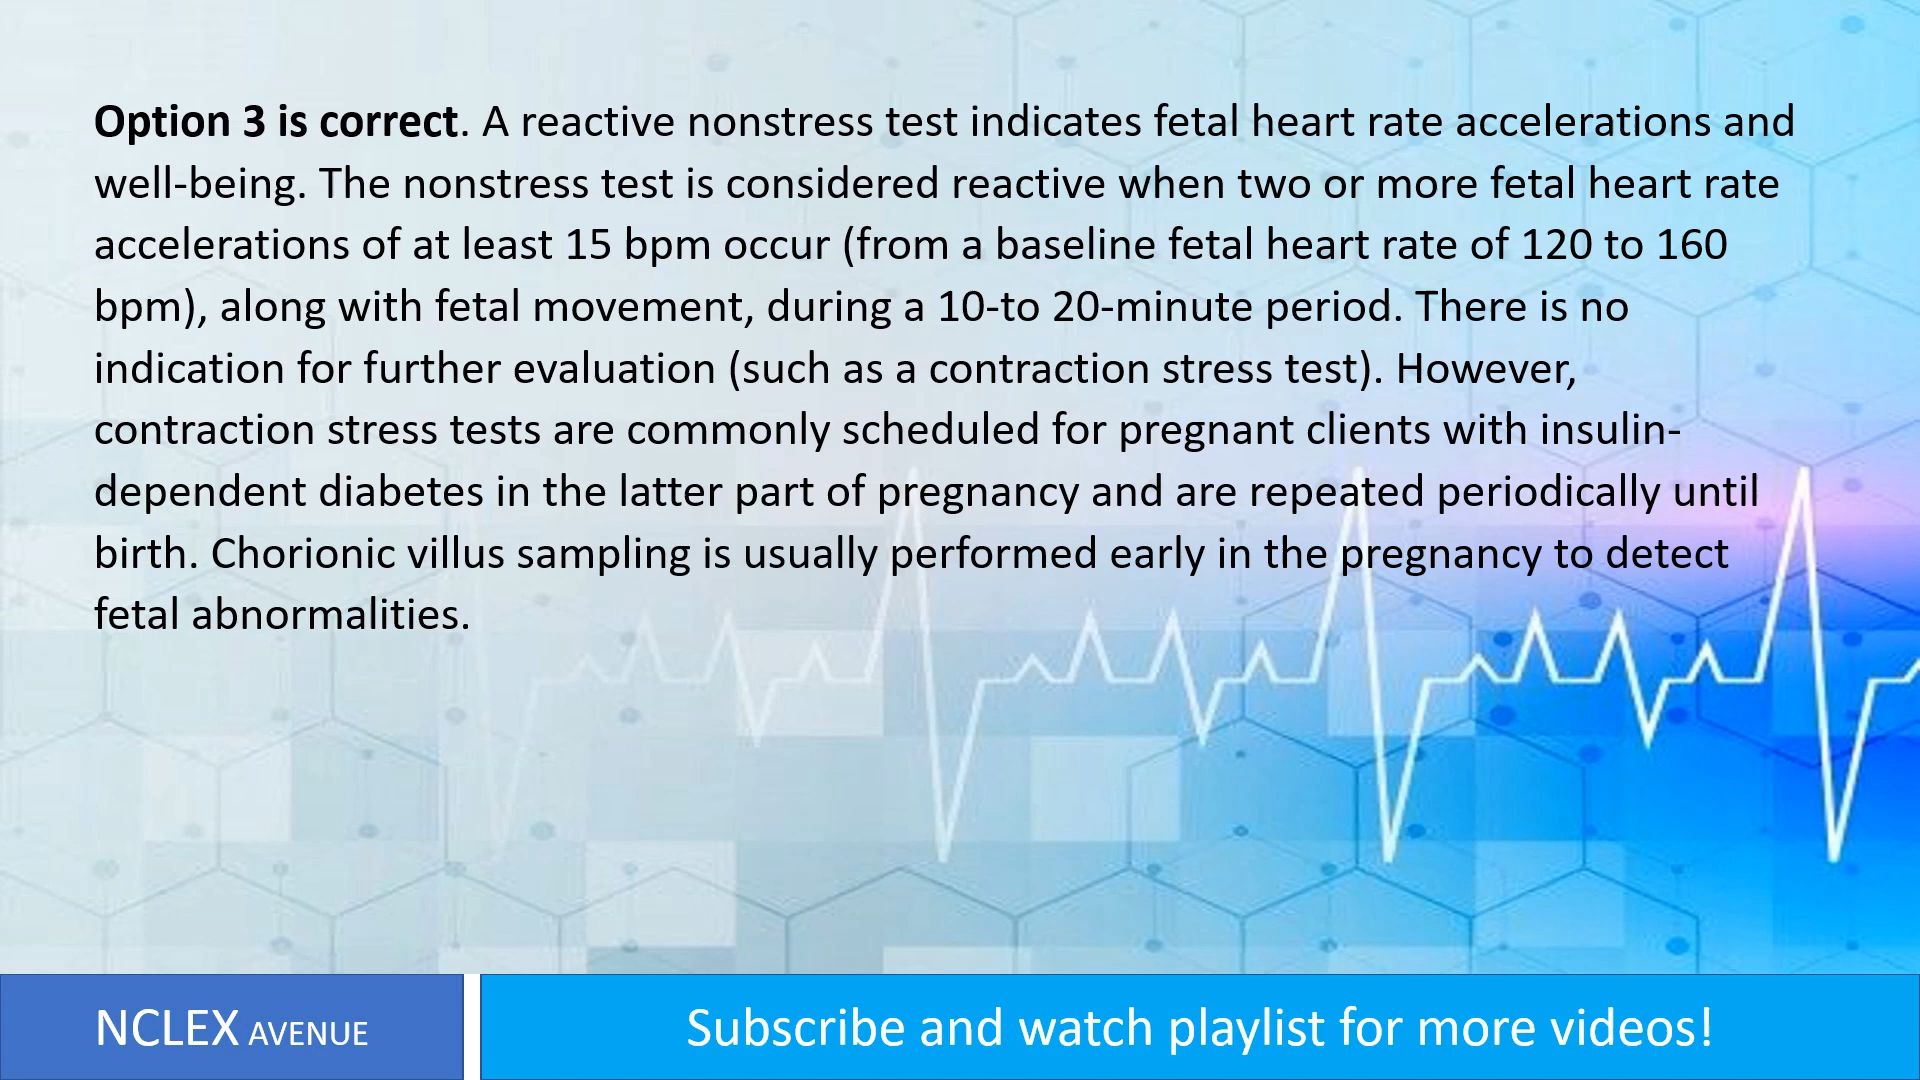 Option 3 is correct. A reactive nonstress test indicates fetal heart rate accelerations and
well-being. The nonstress test is considered reactive when two or more fetal heart rate
accelerations of at least 15 bpm occur (from a baseline fetal heart rate of 120 to 160
bpm), along with fetal movement, during a 10-to 20-minute period. There is no
indication for further evaluation (such as a contraction stress test). However,
contraction stress tests are commonly scheduled for pregnant clients with insulin-
dependent diabetes in the latter part of pregnancy and are repeated periodically until
birth. Chorionic villus sampling is usually performed early in the pregnancy to detect
fetal abnormalities.
NCLEX AVENUE
Subscribe and watch playlist for more videos!